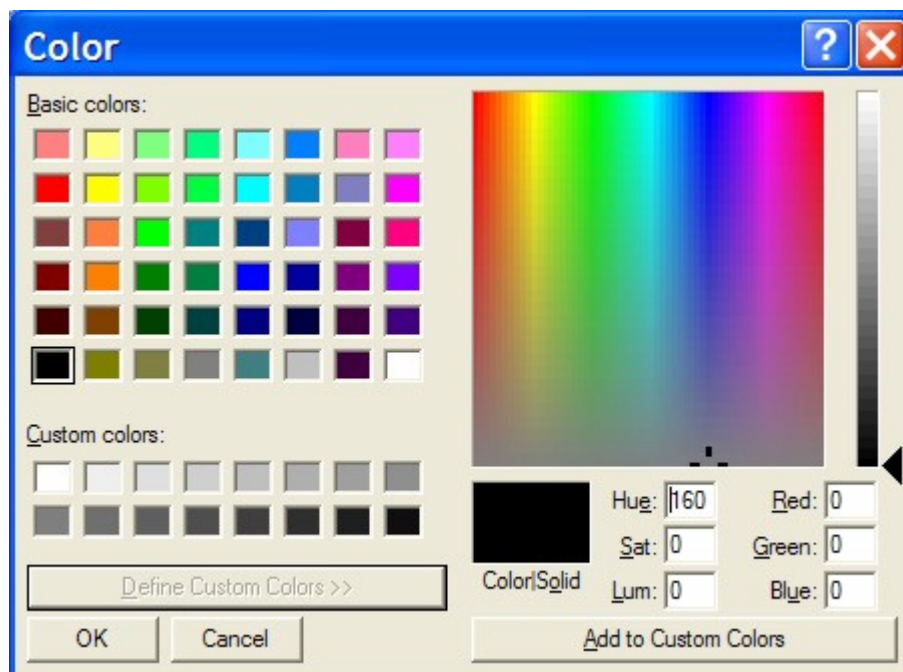 Color
?
Basic colors:
Custom colors:
Define Custom Colors >>
OK Cancel
Color|Solid
Hue: 160 Red: 0
Sat: 0 Green: 0
Lum: 0 Blue: 0
Add to Custom Colors